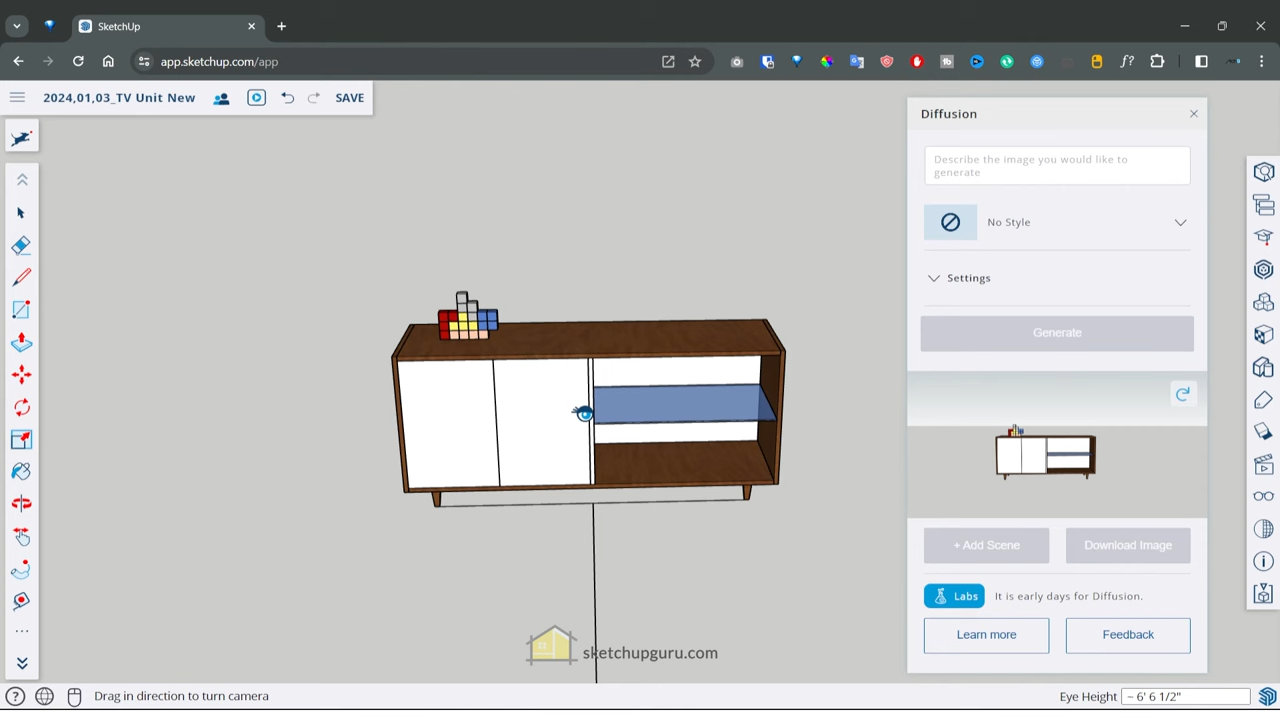 SketchUp
app.sketchup.com/app
2024,01,03_TV Unit New
SAVE
Diffusion
Describe the image you would like to
generate
No Style
Settings
Generate
+ Add Scene
Download Image
Labs
It is early days for Diffusion.
Learn more
Feedback
sketchupguru.com
Drag in direction to turn camera
Eye Height
~ 6' 6 1/2"